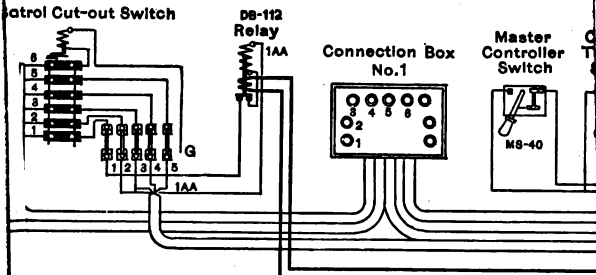 atrol Cut-out Switch
DB-112
Relay
1AA
Connection Box
No.1
Master
Controller
Switch
MS-40
6
5
4
3
2
1
G
1 2 3 4 5
1AA
3 4 5 6
2
1